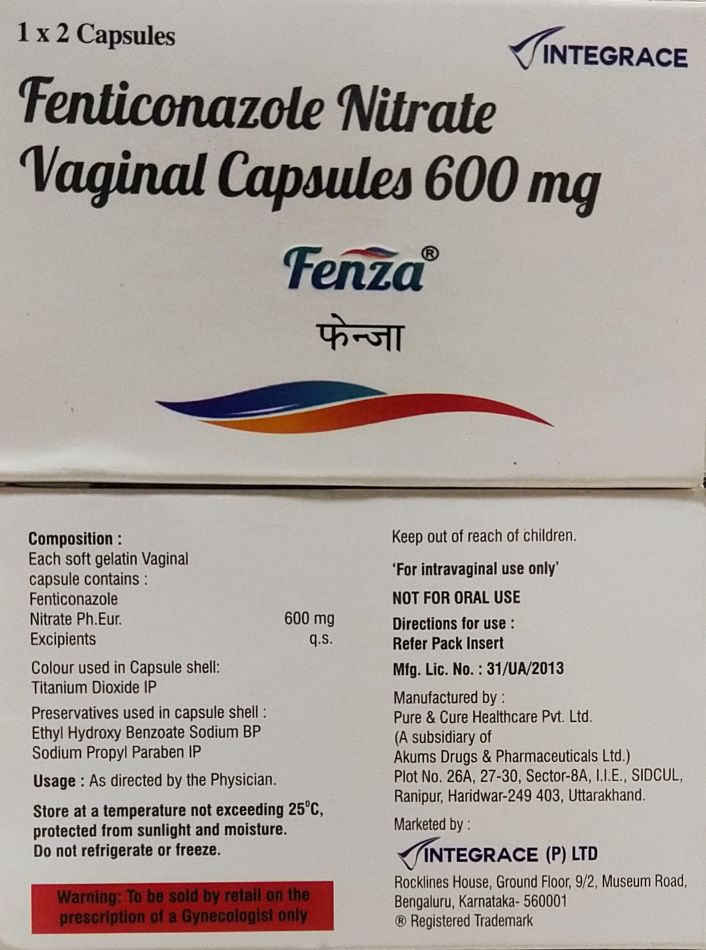 1 x 2 Capsules
INTEGRACE
Fenticonazole Nitrate
Vaginal Capsules 600 mg
Fenza®
फेन्जा
Composition :
Each soft gelatin Vaginal
capsule contains :
Fenticonazole
Nitrate Ph.Eur. 600 mg
Excipients q.s.
Colour used in Capsule shell:
Titanium Dioxide IP
Preservatives used in capsule shell :
Ethyl Hydroxy Benzoate Sodium BP
Sodium Propyl Paraben IP
Usage : As directed by the Physician.
Store at a temperature not exceeding 25°C,
protected from sunlight and moisture.
Do not refrigerate or freeze.
Warning: To be sold by retail on the
prescription of a Gynecologist only
Keep out of reach of children.
‘For intravaginal use only’
NOT FOR ORAL USE
Directions for use :
Refer Pack Insert
Mfg. Lic. No. : 31/UA/2013
Manufactured by :
Pure & Cure Healthcare Pvt. Ltd.
(A subsidiary of
Akums Drugs & Pharmaceuticals Ltd.)
Plot No. 26A, 27-30, Sector-8A, I.I.E., SIDCUL,
Ranipur, Haridwar-249 403, Uttarakhand.
Marketed by :
INTEGRACE (P) LTD
Rocklines House, Ground Floor, 9/2, Museum Road,
Bengaluru, Karnataka- 560001
® Registered Trademark